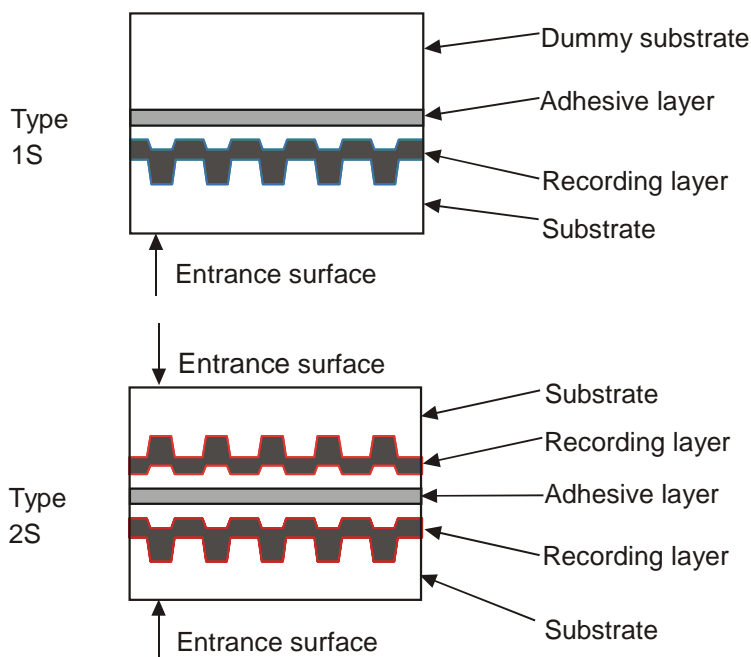 Dummy substrate
Adhesive layer
Type
1S
Recording layer
Substrate
Entrance surface
Entrance surface
Substrate
Recording layer
Type
2S
Adhesive layer
Recording layer
Substrate
Entrance surface